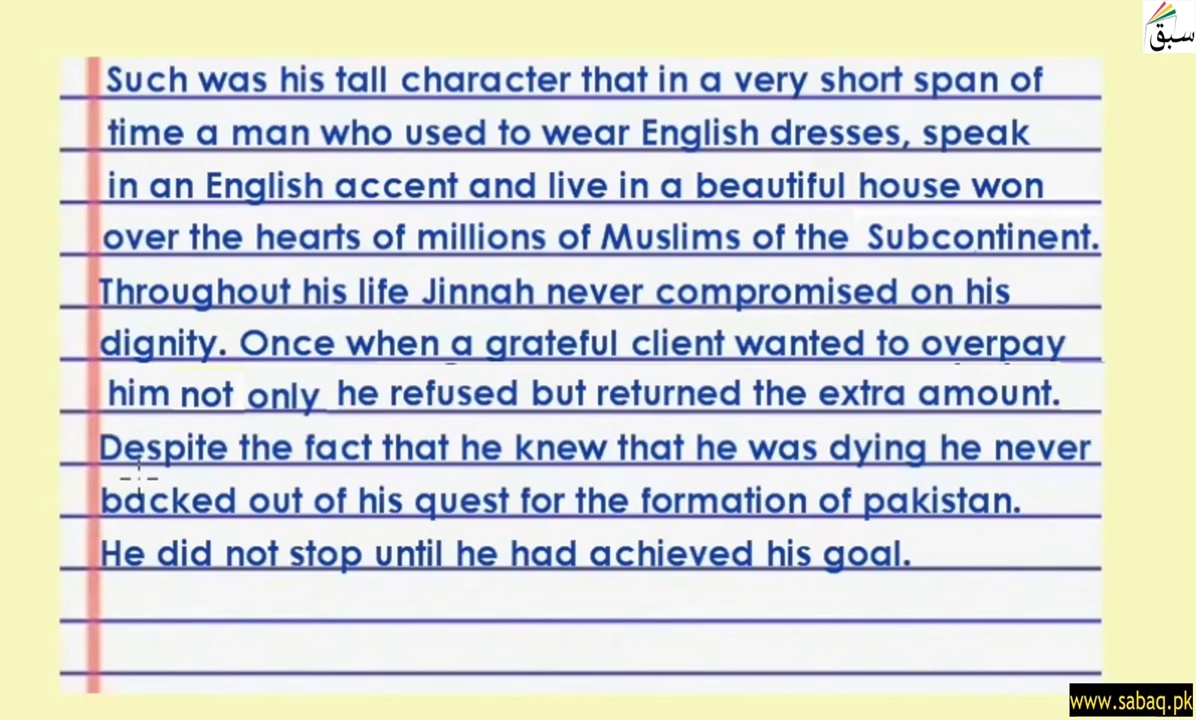 سبق
Such was his tall character that in a very short span of
time a man who used to wear English dresses, speak
in an English accent and live in a beautiful house won
over the hearts of millions of Muslims of the Subcontinent.
Throughout his life Jinnah never compromised on his
dignity. Once when a grateful client wanted to overpay
him not only he refused but returned the extra amount.
Despite the fact that he knew that he was dying he never
backed out of his quest for the formation of pakistan.
He did not stop until he had achieved his goal.
www.sabaq.pk